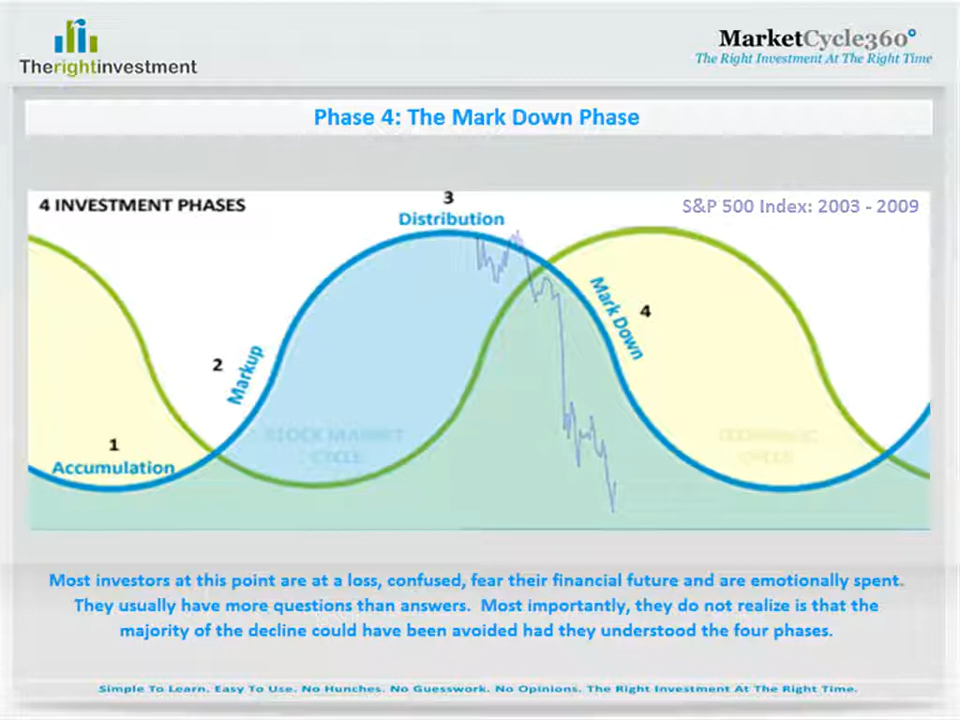 Therightinvestment
MarketCycle360°
The Right Investment At The Right Time
Phase 4: The Mark Down Phase
4 INVESTMENT PHASES
3
Distribution
S&P 500 Index: 2003 - 2009
Mark Down
4
2
Markup
1
Accumulation
STOCK MARKET
CYCLE
ECONOMIC
CYCLE
Most investors at this point are at a loss, confused, fear their financial future and are emotionally spent.
They usually have more questions than answers. Most importantly, they do not realize is that the
majority of the decline could have been avoided had they understood the four phases.
Simple To Learn. Easy To Use. No Hunches. No Guesswork. No Opinions. The Right Investment At The Right Time.